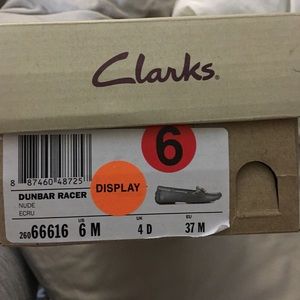 Clarks.
6
8 87460 48725
DISPLAY
DUNBAR RACER
NUDE
ECRU
US UK EU
26066616 6 M 4 D 37 M